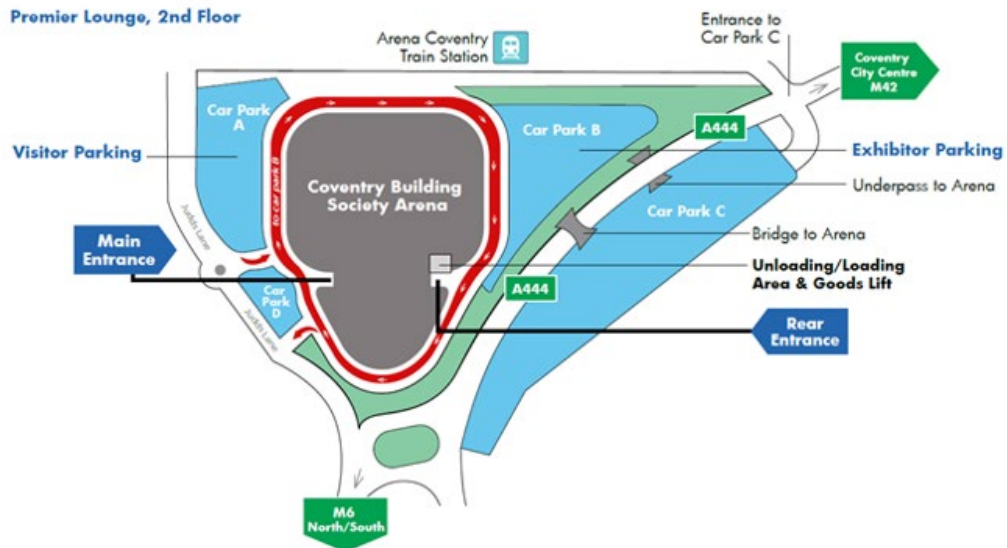 Premier Lounge, 2nd Floor
Arena Coventry
Train Station
Entrance to
Car Park C
Coventry
City Centre
M42
Car Park
A
Car Park B
A444
Visitor Parking
Exhibitor Parking
to car park B
Coventry Building
Society Arena
Underpass to Arena
Car Park C
Judds Lane
Main
Entrance
Bridge to Arena
Unloading/Loading
Area & Goods Lift
A444
Car
Park
D
Judds Lane
Rear
Entrance
M6
North/South